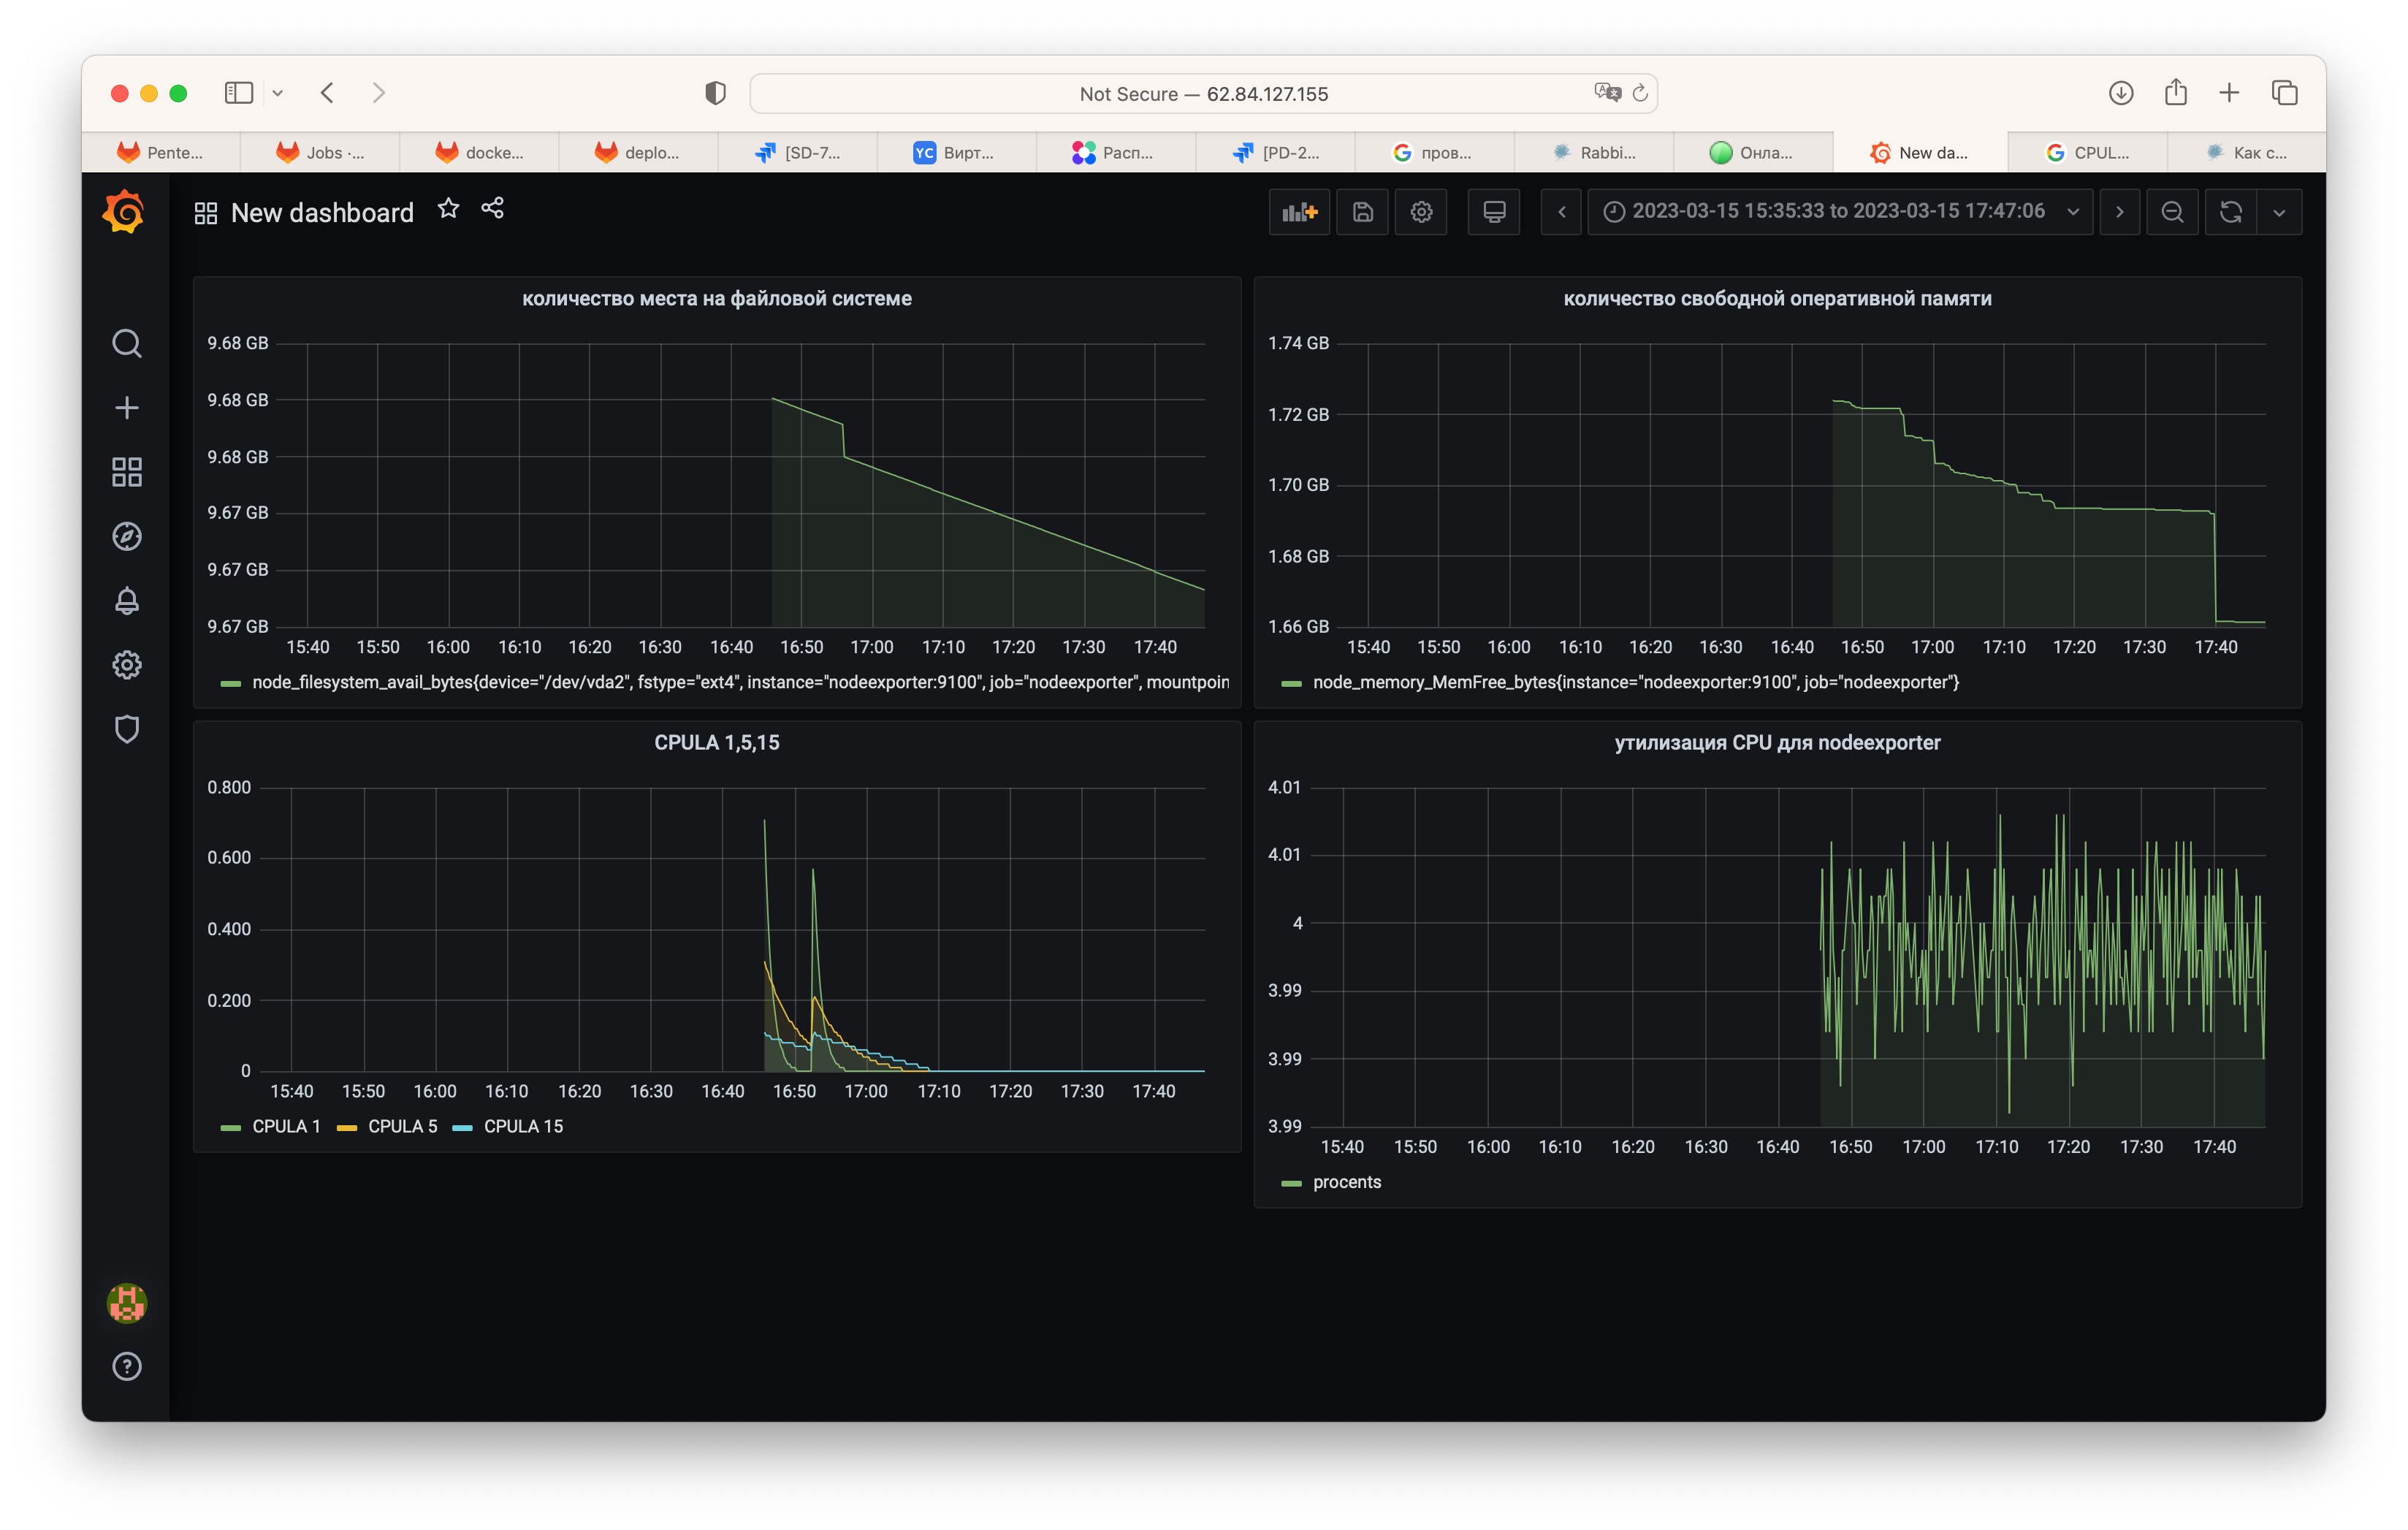 Not Secure — 62.84.127.155
Pente... Jobs ·... docke... deplo... [SD-7... YC Вирт... Расп... [PD-2... пров... Rabbi... Онла... New da... CPUL... Как с...
New dashboard
2023-03-15 15:35:33 to 2023-03-15 17:47:06
количество места на файловой системе
9.68 GB
9.68 GB
9.68 GB
9.67 GB
9.67 GB
9.67 GB
15:40 15:50 16:00 16:10 16:20 16:30 16:40 16:50 17:00 17:10 17:20 17:30 17:40
node_filesystem_avail_bytes{device="/dev/vda2", fstype="ext4", instance="nodeexporter:9100", job="nodeexporter", mountpoin
количество свободной оперативной памяти
1.74 GB
1.72 GB
1.70 GB
1.68 GB
1.66 GB
15:40 15:50 16:00 16:10 16:20 16:30 16:40 16:50 17:00 17:10 17:20 17:30 17:40
node_memory_MemFree_bytes{instance="nodeexporter:9100", job="nodeexporter"}
CPULA 1,5,15
0.800
0.600
0.400
0.200
0
15:40 15:50 16:00 16:10 16:20 16:30 16:40 16:50 17:00 17:10 17:20 17:30 17:40
CPULA 1 CPULA 5 CPULA 15
утилизация CPU для nodeexporter
4.01
4.01
4
3.99
3.99
3.99
15:40 15:50 16:00 16:10 16:20 16:30 16:40 16:50 17:00 17:10 17:20 17:30 17:40
procents